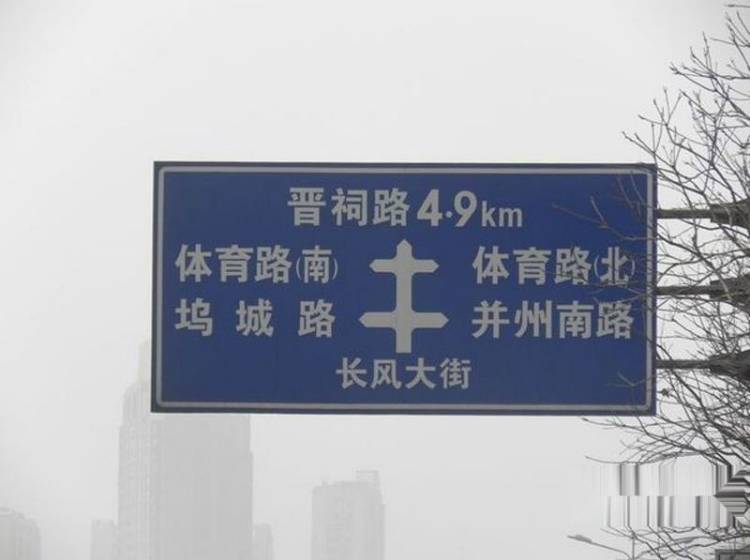 晋祠路 4.9km
体育路(南) 体育路(北)
坞城路 并州南路
长风大街